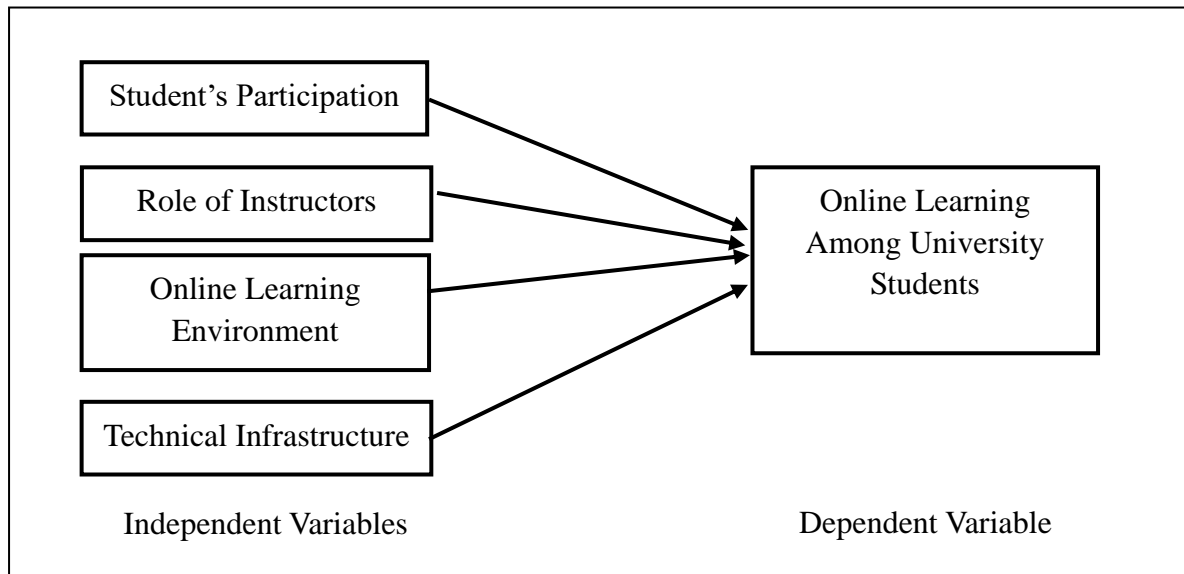 Student’s Participation
Role of Instructors
Online Learning
Environment
Technical Infrastructure
Independent Variables
Online Learning
Among University
Students
Dependent Variable